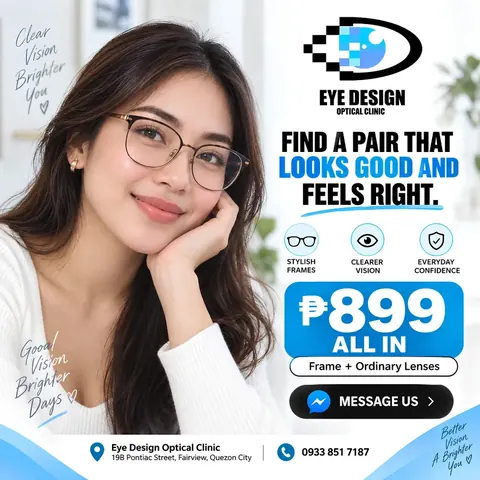 Clear
Vision
Brighter
You
EYE DESIGN
OPTICAL CLINIC
FIND A PAIR THAT
LOOKS GOOD AND
FEELS RIGHT.
STYLISH
FRAMES
CLEARER
VISION
EVERYDAY
CONFIDENCE
₱899
ALL IN
Frame + Ordinary Lenses
MESSAGE US >
Gooal
Vision
Brighter
Days
Eye Design Optical Clinic
19B Pontiac Street, Fairview, Quezon City
0933 851 7187
Better
Vision
A Brighter
You